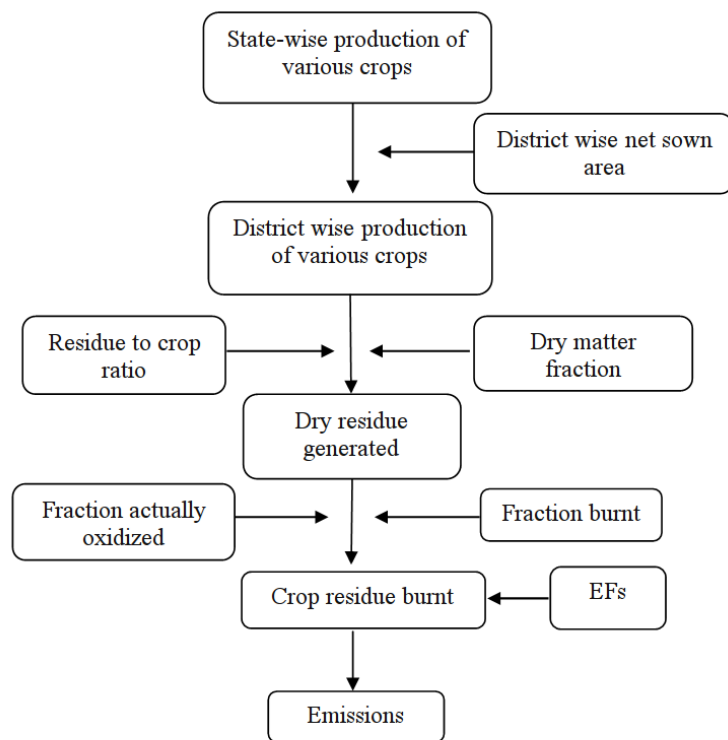 State-wise production of
various crops
District wise net sown
area
District wise production
of various crops
Residue to crop
ratio
Dry matter
fraction
Dry residue
generated
Fraction actually
oxidized
Fraction burnt
Crop residue burnt
EFs
Emissions